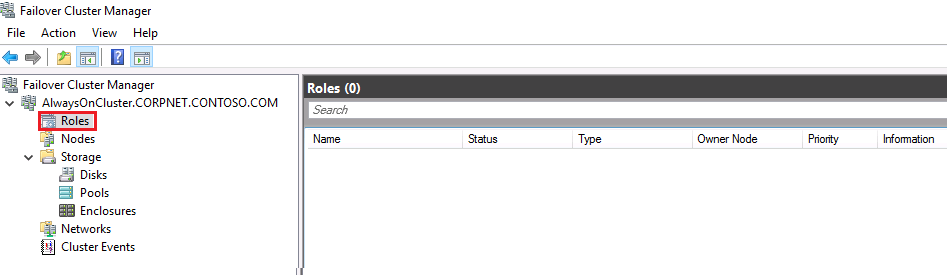 Failover Cluster Manager
File Action View Help
Failover Cluster Manager
AlwaysOnCluster.CORPNET.CONTOSO.COM
Roles
Nodes
Storage
Disks
Pools
Enclosures
Networks
Cluster Events
Roles (0)
Search
Name Status Type Owner Node Priority Information